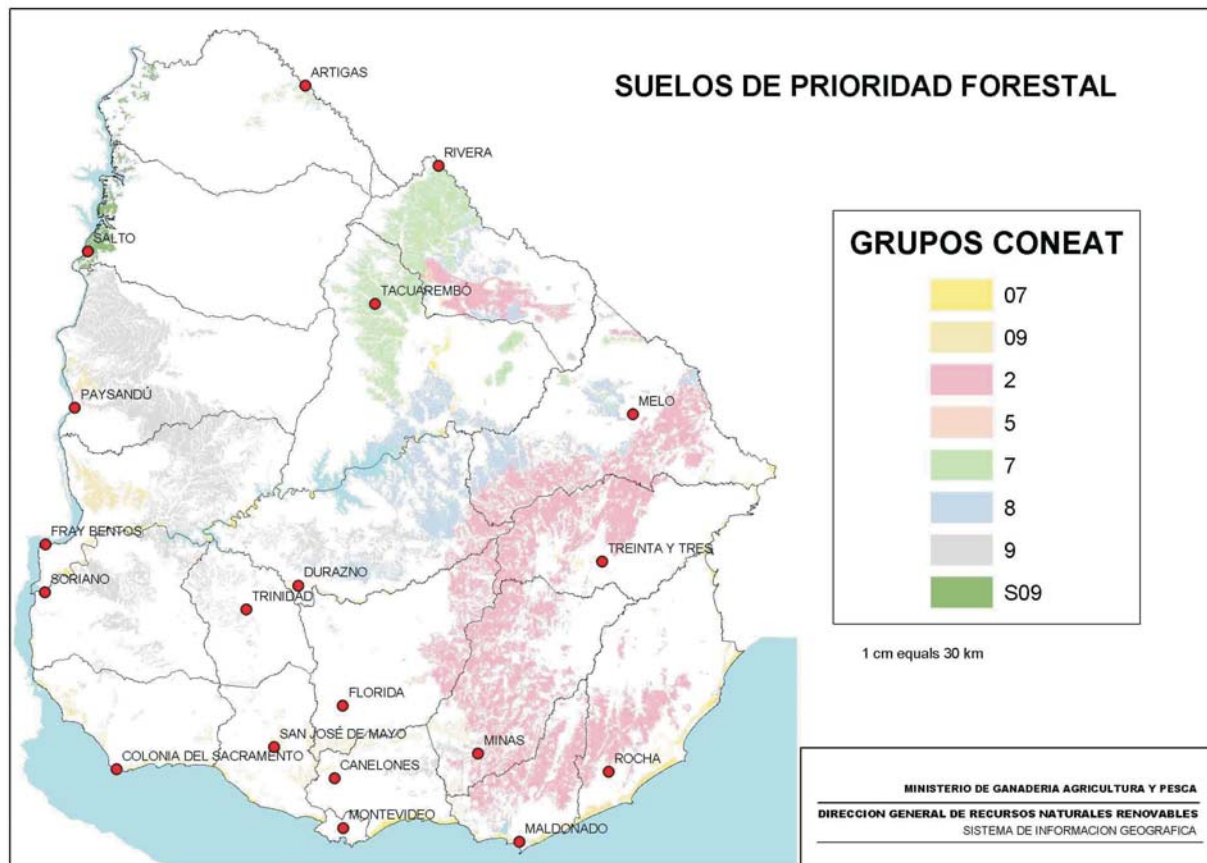 SUELOS DE PRIORIDAD FORESTAL
ARTIGAS
RIVERA
SALTO
TACUAREMBÓ
PAYSANDÚ
MELO
FRAY BENTOS
SORIANO
TREINTA Y TRES
DURAZNO
TRINIDAD
FLORIDA
SAN JOSÉ DE MAYO
COLONIA DEL SACRAMENTO
CANELONES
MINAS
ROCHA
MONTEVIDEO
MALDONADO
GRUPOS CONEAT
07
09
2
5
7
8
9
S09
1 cm equals 30 km
MINISTERIO DE GANADERIA AGRICULTURA Y PESCA
DIRECCION GENERAL DE RECURSOS NATURALES RENOVABLES
SISTEMA DE INFORMACION GEOGRAFICA